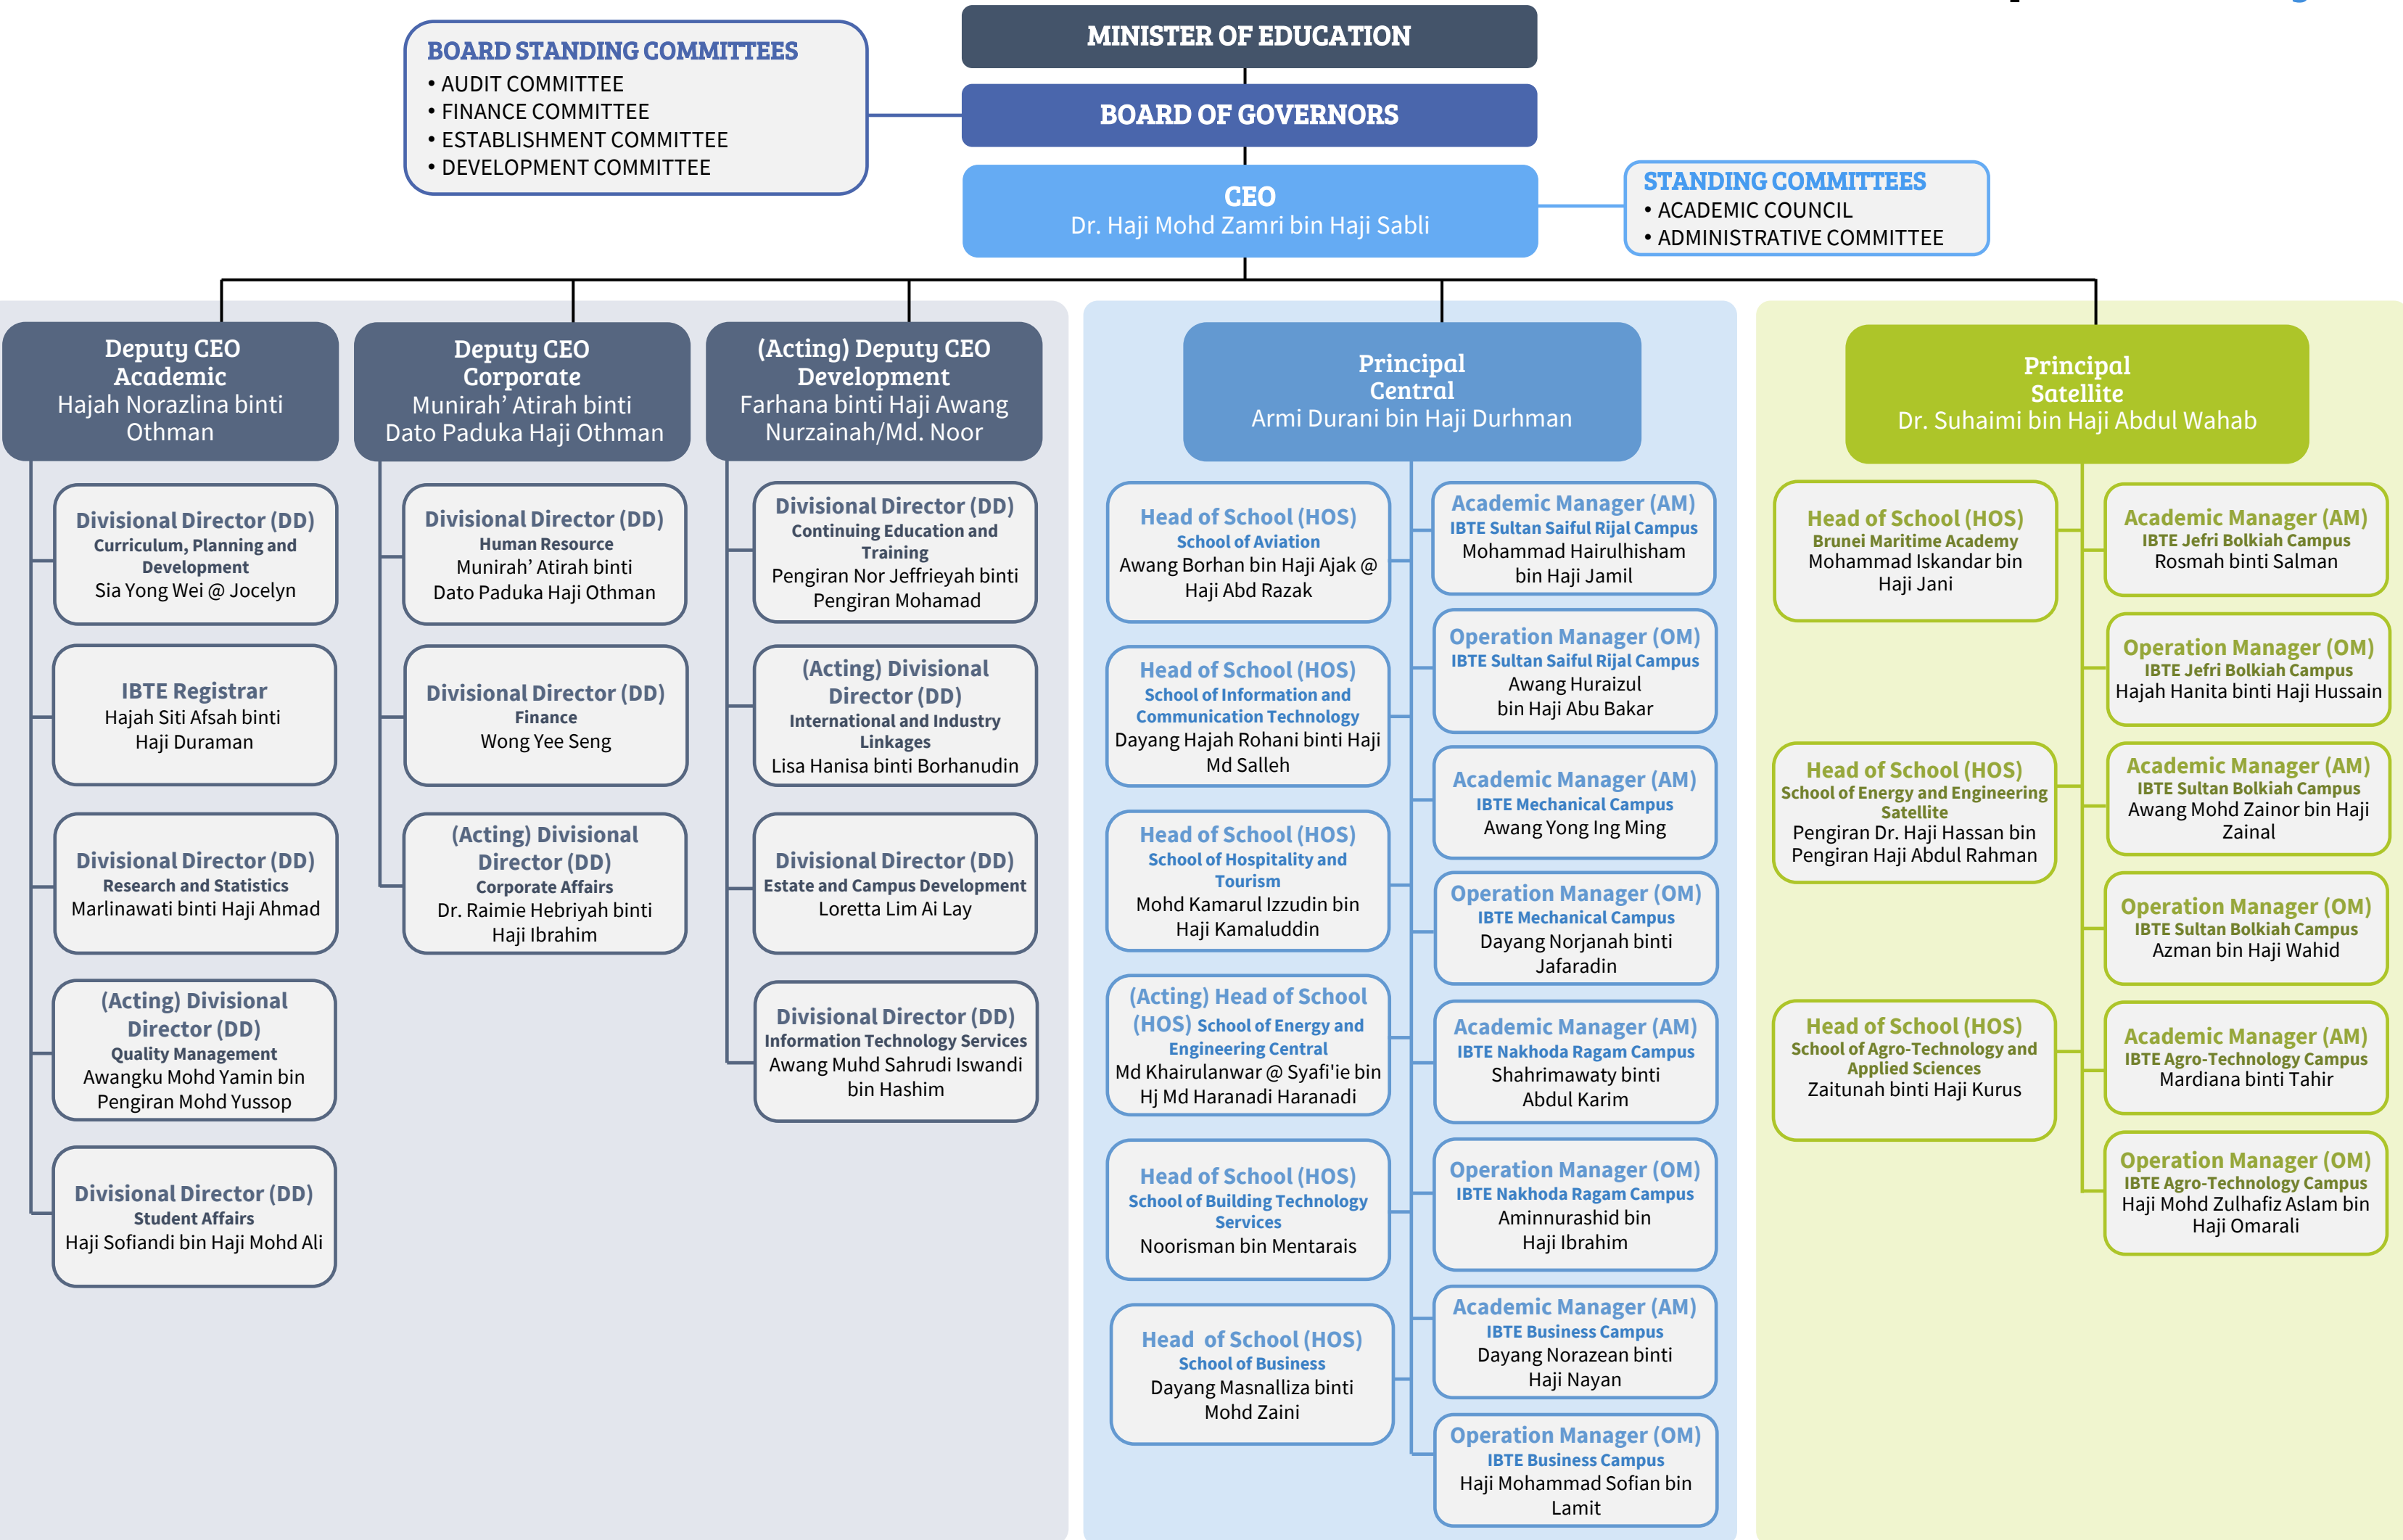 MINISTER OF EDUCATION
BOARD STANDING COMMITTEES
• AUDIT COMMITTEE
• FINANCE COMMITTEE
• ESTABLISHMENT COMMITTEE
• DEVELOPMENT COMMITTEE
BOARD OF GOVERNORS
CEO
Dr. Haji Mohd Zamri bin Haji Sabli
STANDING COMMITTEES
• ACADEMIC COUNCIL
• ADMINISTRATIVE COMMITTEE
Deputy CEO
Academic
Hajah Norazlina binti
Othman
Divisional Director (DD)
Curriculum, Planning and
Development
Sia Yong Wei @ Jocelyn
IBTE Registrar
Hajah Siti Afsah binti
Haji Duraman
Divisional Director (DD)
Research and Statistics
Marlinawati binti Haji Ahmad
(Acting) Divisional
Director (DD)
Quality Management
Awangku Mohd Yamin bin
Pengiran Mohd Yussop
Divisional Director (DD)
Student Affairs
Haji Sofiandi bin Haji Mohd Ali
Deputy CEO
Corporate
Munirah’ Atirah binti
Dato Paduka Haji Othman
Divisional Director (DD)
Human Resource
Munirah’ Atirah binti
Dato Paduka Haji Othman
Divisional Director (DD)
Finance
Wong Yee Seng
(Acting) Divisional
Director (DD)
Corporate Affairs
Dr. Raimie Hebriyah binti
Haji Ibrahim
(Acting) Deputy CEO
Development
Farhana binti Haji Awang
Nurzainah/Md. Noor
Divisional Director (DD)
Continuing Education and
Training
Pengiran Nor Jeffrieyah binti
Pengiran Mohamad
(Acting) Divisional
Director (DD)
International and Industry
Linkages
Lisa Hanisa binti Borhanudin
Divisional Director (DD)
Estate and Campus Development
Loretta Lim Ai Lay
Divisional Director (DD)
Information Technology Services
Awang Muhd Sahrudi Iswandi
bin Hashim
Principal
Central
Armi Durani bin Haji Durhman
Head of School (HOS)
School of Aviation
Awang Borhan bin Haji Ajak @
Haji Abd Razak
Head of School (HOS)
School of Information and
Communication Technology
Dayang Hajah Rohani binti Haji
Md Salleh
Head of School (HOS)
School of Hospitality and
Tourism
Mohd Kamarul Izzudin bin
Haji Kamaluddin
(Acting) Head of School
(HOS) School of Energy and
Engineering Central
Md Khairulanwar @ Syafi'ie bin
Hj Md Haranadi Haranadi
Head of School (HOS)
School of Building Technology
Services
Noorisman bin Mentarais
Head of School (HOS)
School of Business
Dayang Masnalliza binti
Mohd Zaini
Academic Manager (AM)
IBTE Sultan Saiful Rijal Campus
Mohammad Hairulhisham
bin Haji Jamil
Operation Manager (OM)
IBTE Sultan Saiful Rijal Campus
Awang Huraizul
bin Haji Abu Bakar
Academic Manager (AM)
IBTE Mechanical Campus
Awang Yong Ing Ming
Operation Manager (OM)
IBTE Mechanical Campus
Dayang Norjanah binti
Jafaradin
Academic Manager (AM)
IBTE Nakhoda Ragam Campus
Shahrimawaty binti
Abdul Karim
Operation Manager (OM)
IBTE Nakhoda Ragam Campus
Aminnurashid bin
Haji Ibrahim
Academic Manager (AM)
IBTE Business Campus
Dayang Norazean binti
Haji Nayan
Operation Manager (OM)
IBTE Business Campus
Haji Mohammad Sofian bin
Lamit
Principal
Satellite
Dr. Suhaimi bin Haji Abdul Wahab
Head of School (HOS)
Brunei Maritime Academy
Mohammad Iskandar bin
Haji Jani
Head of School (HOS)
School of Energy and Engineering
Satellite
Pengiran Dr. Haji Hassan bin
Pengiran Haji Abdul Rahman
Head of School (HOS)
School of Agro-Technology and
Applied Sciences
Zaitunah binti Haji Kurus
Academic Manager (AM)
IBTE Jefri Bolkiah Campus
Rosmah binti Salman
Operation Manager (OM)
IBTE Jefri Bolkiah Campus
Hajah Hanita binti Haji Hussain
Academic Manager (AM)
IBTE Sultan Bolkiah Campus
Awang Mohd Zainor bin Haji
Zainal
Operation Manager (OM)
IBTE Sultan Bolkiah Campus
Azman bin Haji Wahid
Academic Manager (AM)
IBTE Agro-Technology Campus
Mardiana binti Tahir
Operation Manager (OM)
IBTE Agro-Technology Campus
Haji Mohd Zulhafiz Aslam bin
Haji Omarali